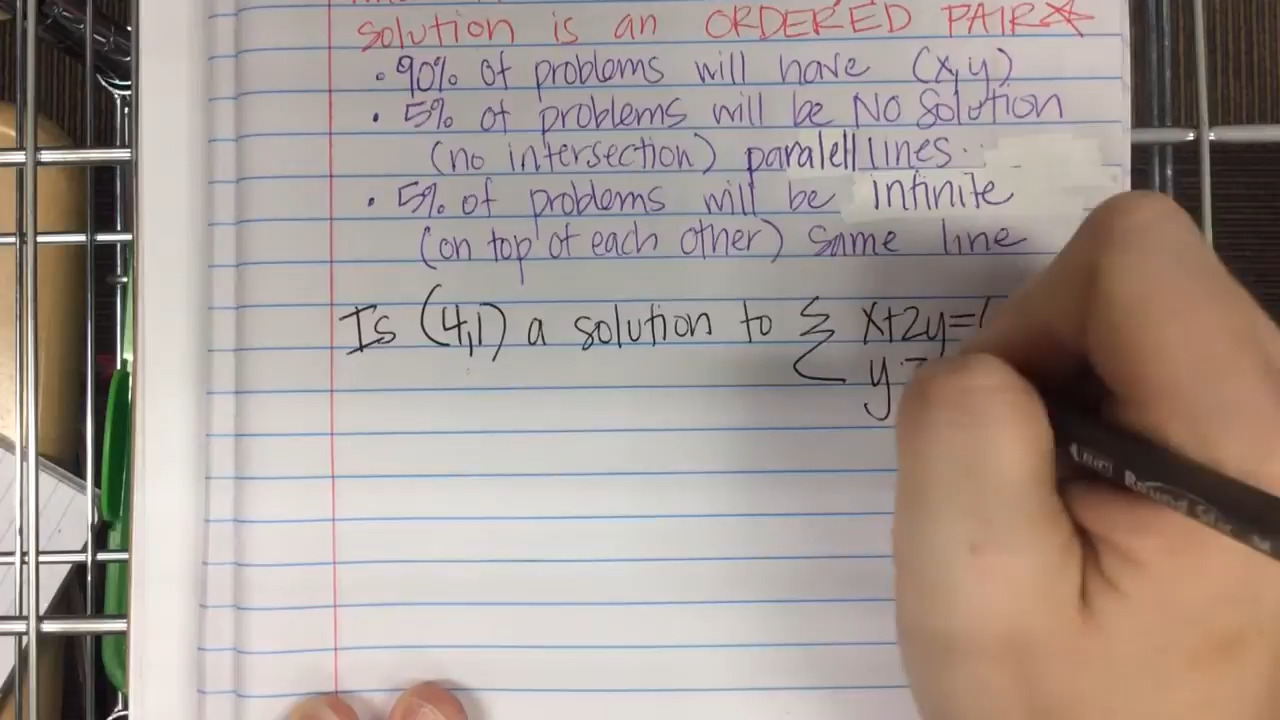 solution is an ORDERED PAIR☆
• 90% of problems will have (x,y)
• 5% of problems will be NO Solution
(no intersection) paralell lines.
• 5% of problems will be infinite
(on top of each other) same line
Is (4,1) a solution to { x+2y=
y=
Round Stic